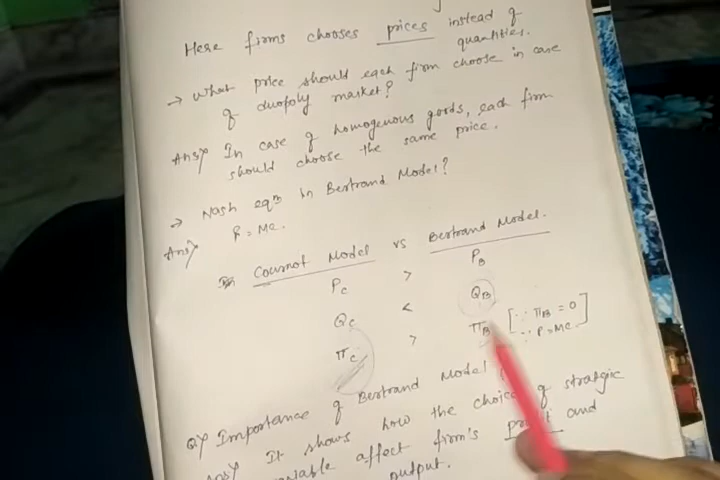 Here firms chooses prices instead of quantities.
→ What price should each firm choose in case of duopoly market?
Ans) In case of homogenous goods, each firm should choose the same price.
→ Nash eqm in Bertrand Model?
Ans) P = MC.
Cournot Model vs Bertrand Model.
Pc > PB
Qc < QB
πc > πB [∵ πB = 0
∵ P = MC.]
Q) Importance of Bertrand Model
Ans) It shows how the choice of strategic
variable affect firm's profit and
output.